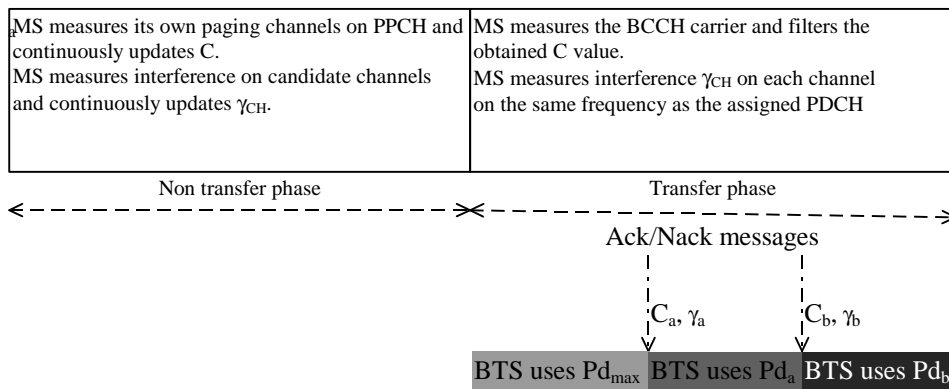 a
MS measures its own paging channels on PPCH and
continuously updates C.
MS measures interference on candidate channels
and continuously updates γCH.
MS measures the BCCH carrier and filters the
obtained C value.
MS measures interference γCH on each channel
on the same frequency as the assigned PDCH
Non transfer phase
Transfer phase
Ack/Nack messages
Ca, γa
Cb, γb
BTS uses Pdmax
BTS uses Pda
BTS uses Pdb